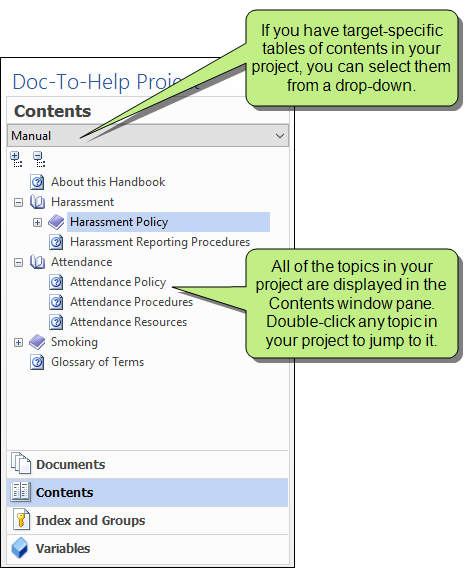 If you have target-specific
tables of contents in your
project, you can select them
from a drop-down.
Doc-To-Help Project
Contents
Manual
About this Handbook
Harassment
Harassment Policy
Harassment Reporting Procedures
Attendance
Attendance Policy
Attendance Procedures
Attendance Resources
Smoking
Glossary of Terms
All of the topics in your
project are displayed in the
Contents window pane.
Double-click any topic in
your project to jump to it.
Documents
Contents
Index and Groups
Variables